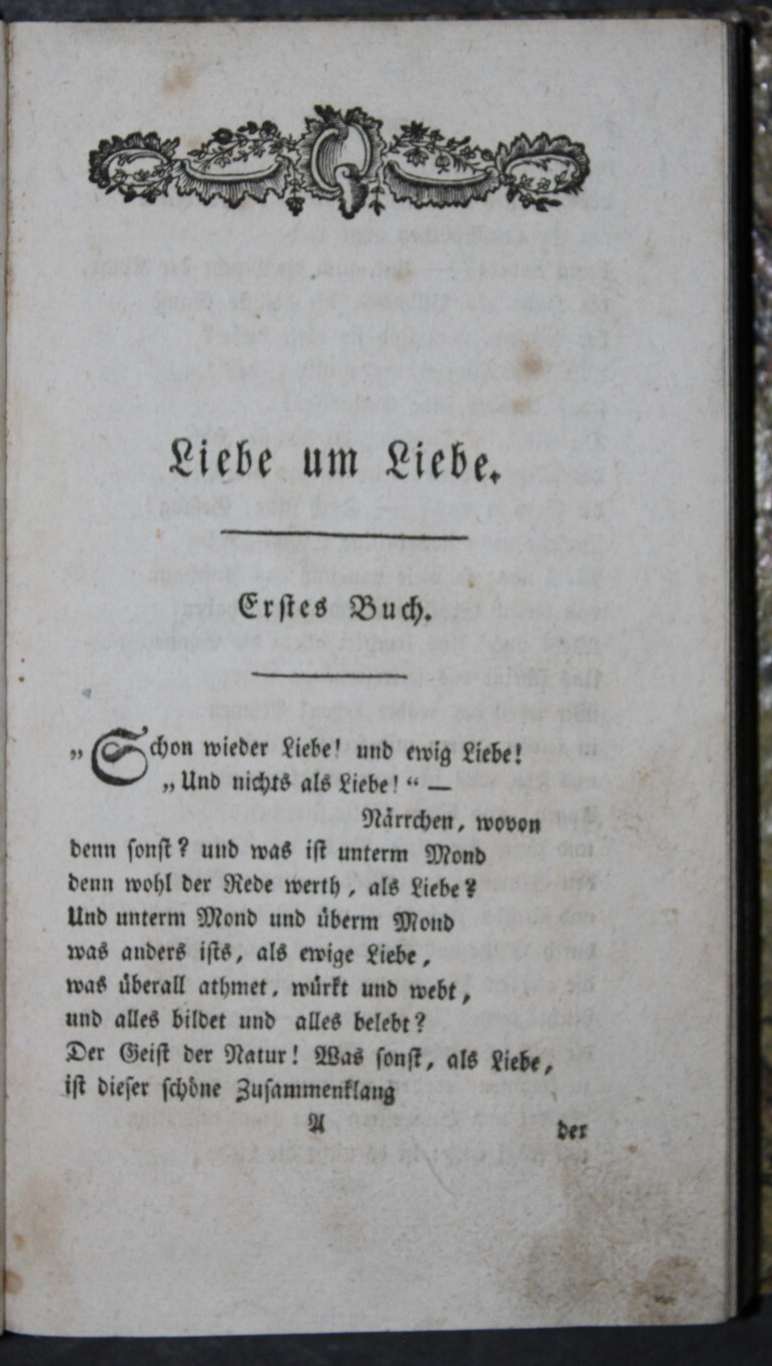 Liebe um Liebe.
Erstes Buch.
„Schon wieder Liebe! und ewig Liebe!
„Und nichts als Liebe!“ —
Närrchen, wovon
denn sonst? und was ist unterm Mond
denn wohl der Rede werth, als Liebe?
Und unterm Mond und überm Mond
was anders ists, als ewige Liebe,
was überall athmet, würkt und webt,
und alles bildet und alles belebt?
Der Geist der Natur! Was sonst, als Liebe,
ist dieser schöne Zusammenklang
A
der